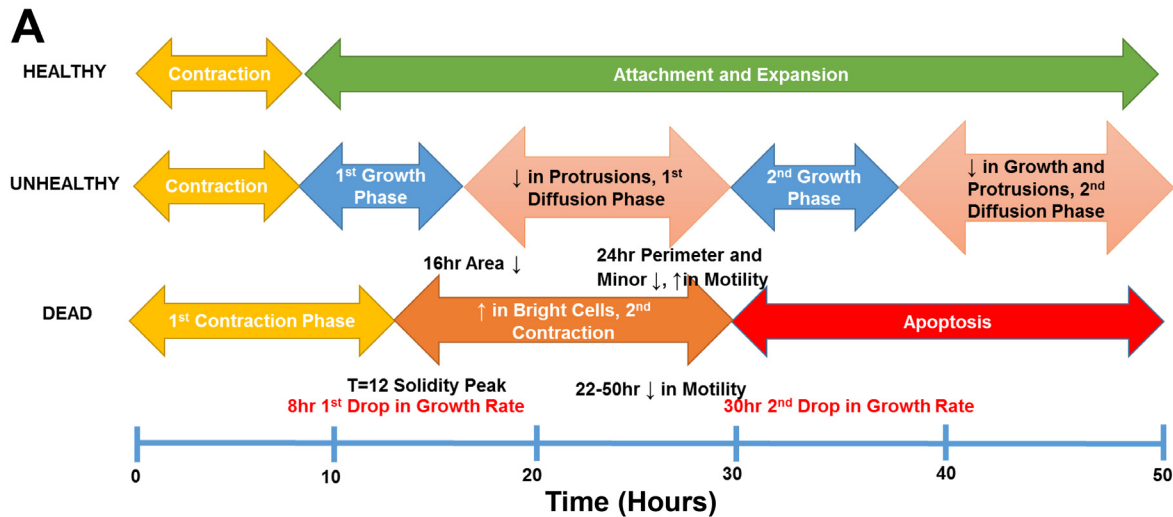 A
HEALTHY
Contraction
Attachment and Expansion
UNHEALTHY
Contraction
1st Growth
Phase
↓ in Protrusions, 1st
Diffusion Phase
2nd Growth
Phase
↓ in Growth and
Protrusions, 2nd
Diffusion Phase
16hr Area ↓
24hr Perimeter and
Minor ↓, ↑in Motility
DEAD
1st Contraction Phase
↑ in Bright Cells, 2nd
Contraction
Apoptosis
T=12 Solidity Peak
22-50hr ↓ in Motility
8hr 1st Drop in Growth Rate
30hr 2nd Drop in Growth Rate
0
10
20
30
40
50
Time (Hours)